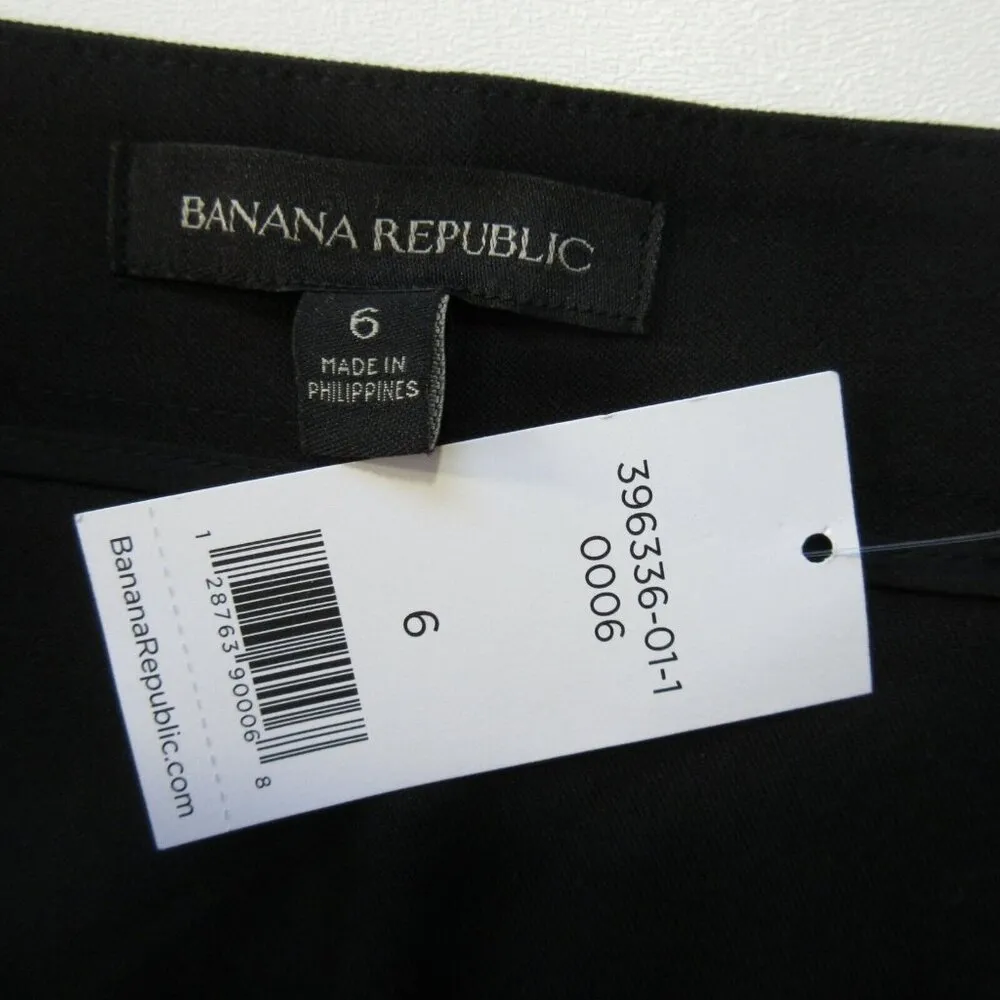 BANANA REPUBLIC
6
MADE IN
PHILIPPINES
396336-01-1
0006
6
1 28763 90006 8
BananaRepublic.com